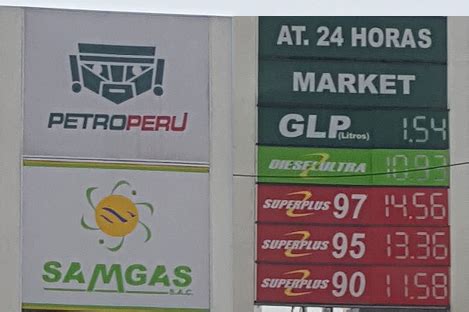 PETROPERU
SAMGAS
S.A.C.
AT. 24 HORAS
MARKET
GLP (Litros) 1.54
DIESEL ULTRA 10.93
SUPERPLUS 97 14.56
SUPERPLUS 95 13.36
SUPERPLUS 90 11.58